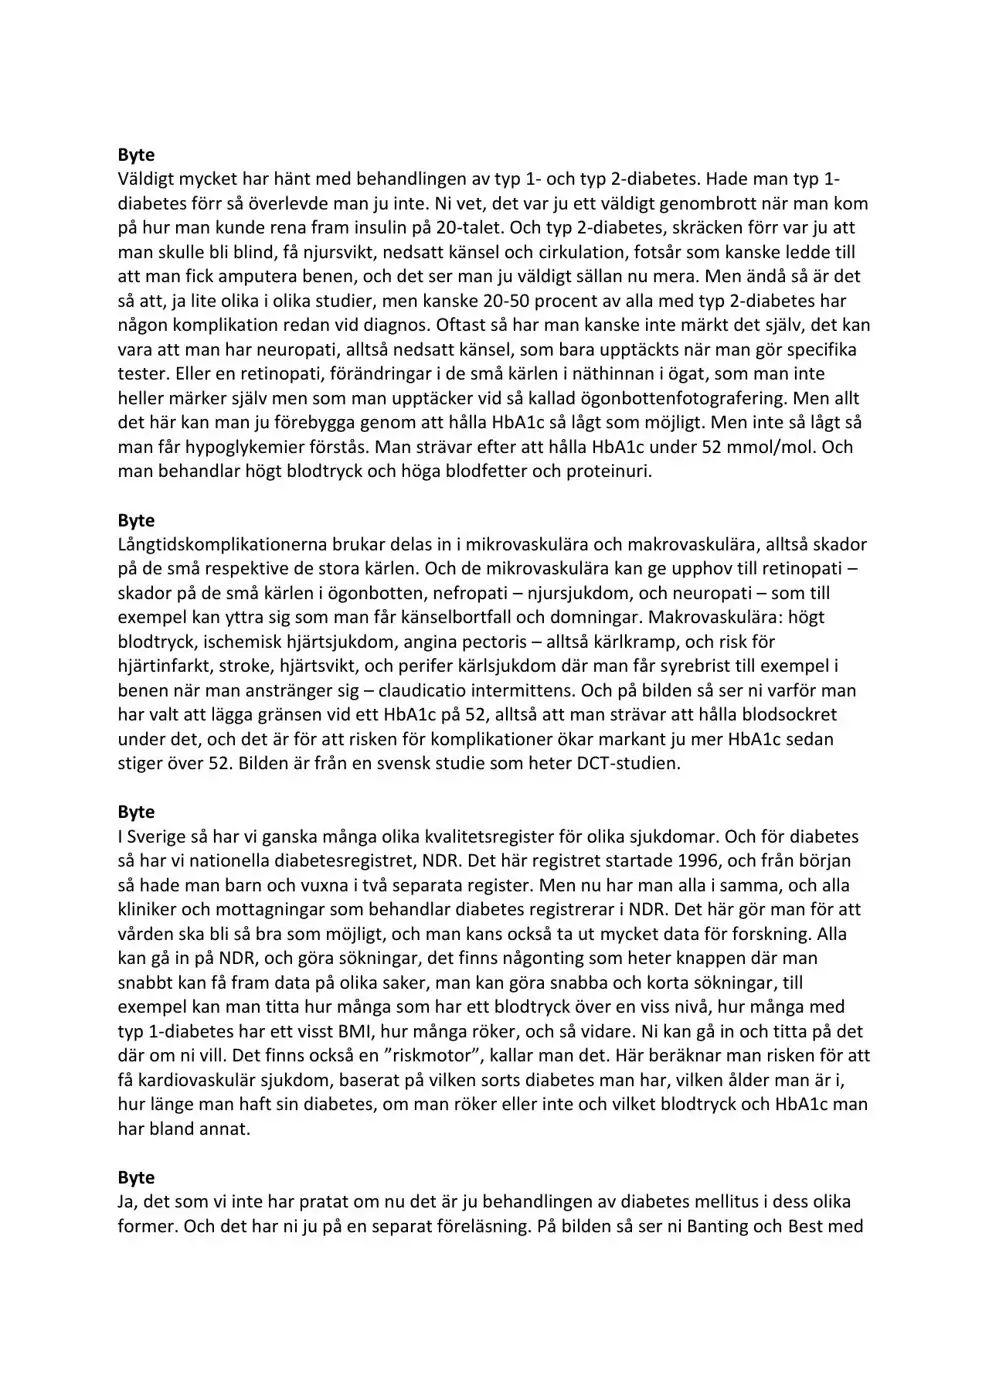 Byte
Väldigt mycket har hänt med behandlingen av typ 1- och typ 2-diabetes. Hade man typ 1-
diabetes förr så överlevde man ju inte. Ni vet, det var ju ett väldigt genombrott när man kom
på hur man kunde rena fram insulin på 20-talet. Och typ 2-diabetes, skräcken förr var ju att
man skulle bli blind, få njursvikt, nedsatt känsel och cirkulation, fotsår som kanske ledde till
att man fick amputera benen, och det ser man ju väldigt sällan nu mera. Men ändå så är det
så att, ja lite olika i olika studier, men kanske 20-50 procent av alla med typ 2-diabetes har
någon komplikation redan vid diagnos. Oftast så har man kanske inte märkt det själv, det kan
vara att man har neuropati, alltså nedsatt känsel, som bara upptäckts när man gör specifika
tester. Eller en retinopati, förändringar i de små kärlen i näthinnan i ögat, som man inte
heller märker själv men som man upptäcker vid så kallad ögonbottenfotografering. Men allt
det här kan man ju förebygga genom att hålla HbA1c så lågt som möjligt. Men inte så lågt så
man får hypoglykemier förstås. Man strävar efter att hålla HbA1c under 52 mmol/mol. Och
man behandlar högt blodtryck och höga blodfetter och proteinuri.
Byte
Långtidskomplikationerna brukar delas in i mikrovaskulära och makrovaskulära, alltså skador
på de små respektive de stora kärlen. Och de mikrovaskulära kan ge upphov till retinopati –
skador på de små kärlen i ögonbotten, nefropati – njursjukdom, och neuropati – som till
exempel kan yttra sig som man får känselbortfall och domningar. Makrovaskulära: högt
blodtryck, ischemisk hjärtsjukdom, angina pectoris – alltså kärlkramp, och risk för
hjärtinfarkt, stroke, hjärtsvikt, och perifer kärlsjukdom där man får syrebrist till exempel i
benen när man anstränger sig – claudicatio intermittens. Och på bilden så ser ni varför man
har valt att lägga gränsen vid ett HbA1c på 52, alltså att man strävar att hålla blodsockret
under det, och det är för att risken för komplikationer ökar markant ju mer HbA1c sedan
stiger över 52. Bilden är från en svensk studie som heter DCT-studien.
Byte
I Sverige så har vi ganska många olika kvalitetsregister för olika sjukdomar. Och för diabetes
så har vi nationella diabetesregistret, NDR. Det här registret startade 1996, och från början
så hade man barn och vuxna i två separata register. Men nu har man alla i samma, och alla
kliniker och mottagningar som behandlar diabetes registrerar i NDR. Det här gör man för att
vården ska bli så bra som möjligt, och man kans också ta ut mycket data för forskning. Alla
kan gå in på NDR, och göra sökningar, det finns någonting som heter knappen där man
snabbt kan få fram data på olika saker, man kan göra snabba och korta sökningar, till
exempel kan man titta hur många som har ett blodtryck över en viss nivå, hur många med
typ 1-diabetes har ett visst BMI, hur många röker, och så vidare. Ni kan gå in och titta på det
där om ni vill. Det finns också en ”riskmotor”, kallar man det. Här beräknar man risken för att
få kardiovaskulär sjukdom, baserat på vilken sorts diabetes man har, vilken ålder man är i,
hur länge man haft sin diabetes, om man röker eller inte och vilket blodtryck och HbA1c man
har bland annat.
Byte
Ja, det som vi inte har pratat om nu det är ju behandlingen av diabetes mellitus i dess olika
former. Och det har ni ju på en separat föreläsning. På bilden så ser ni Banting och Best med